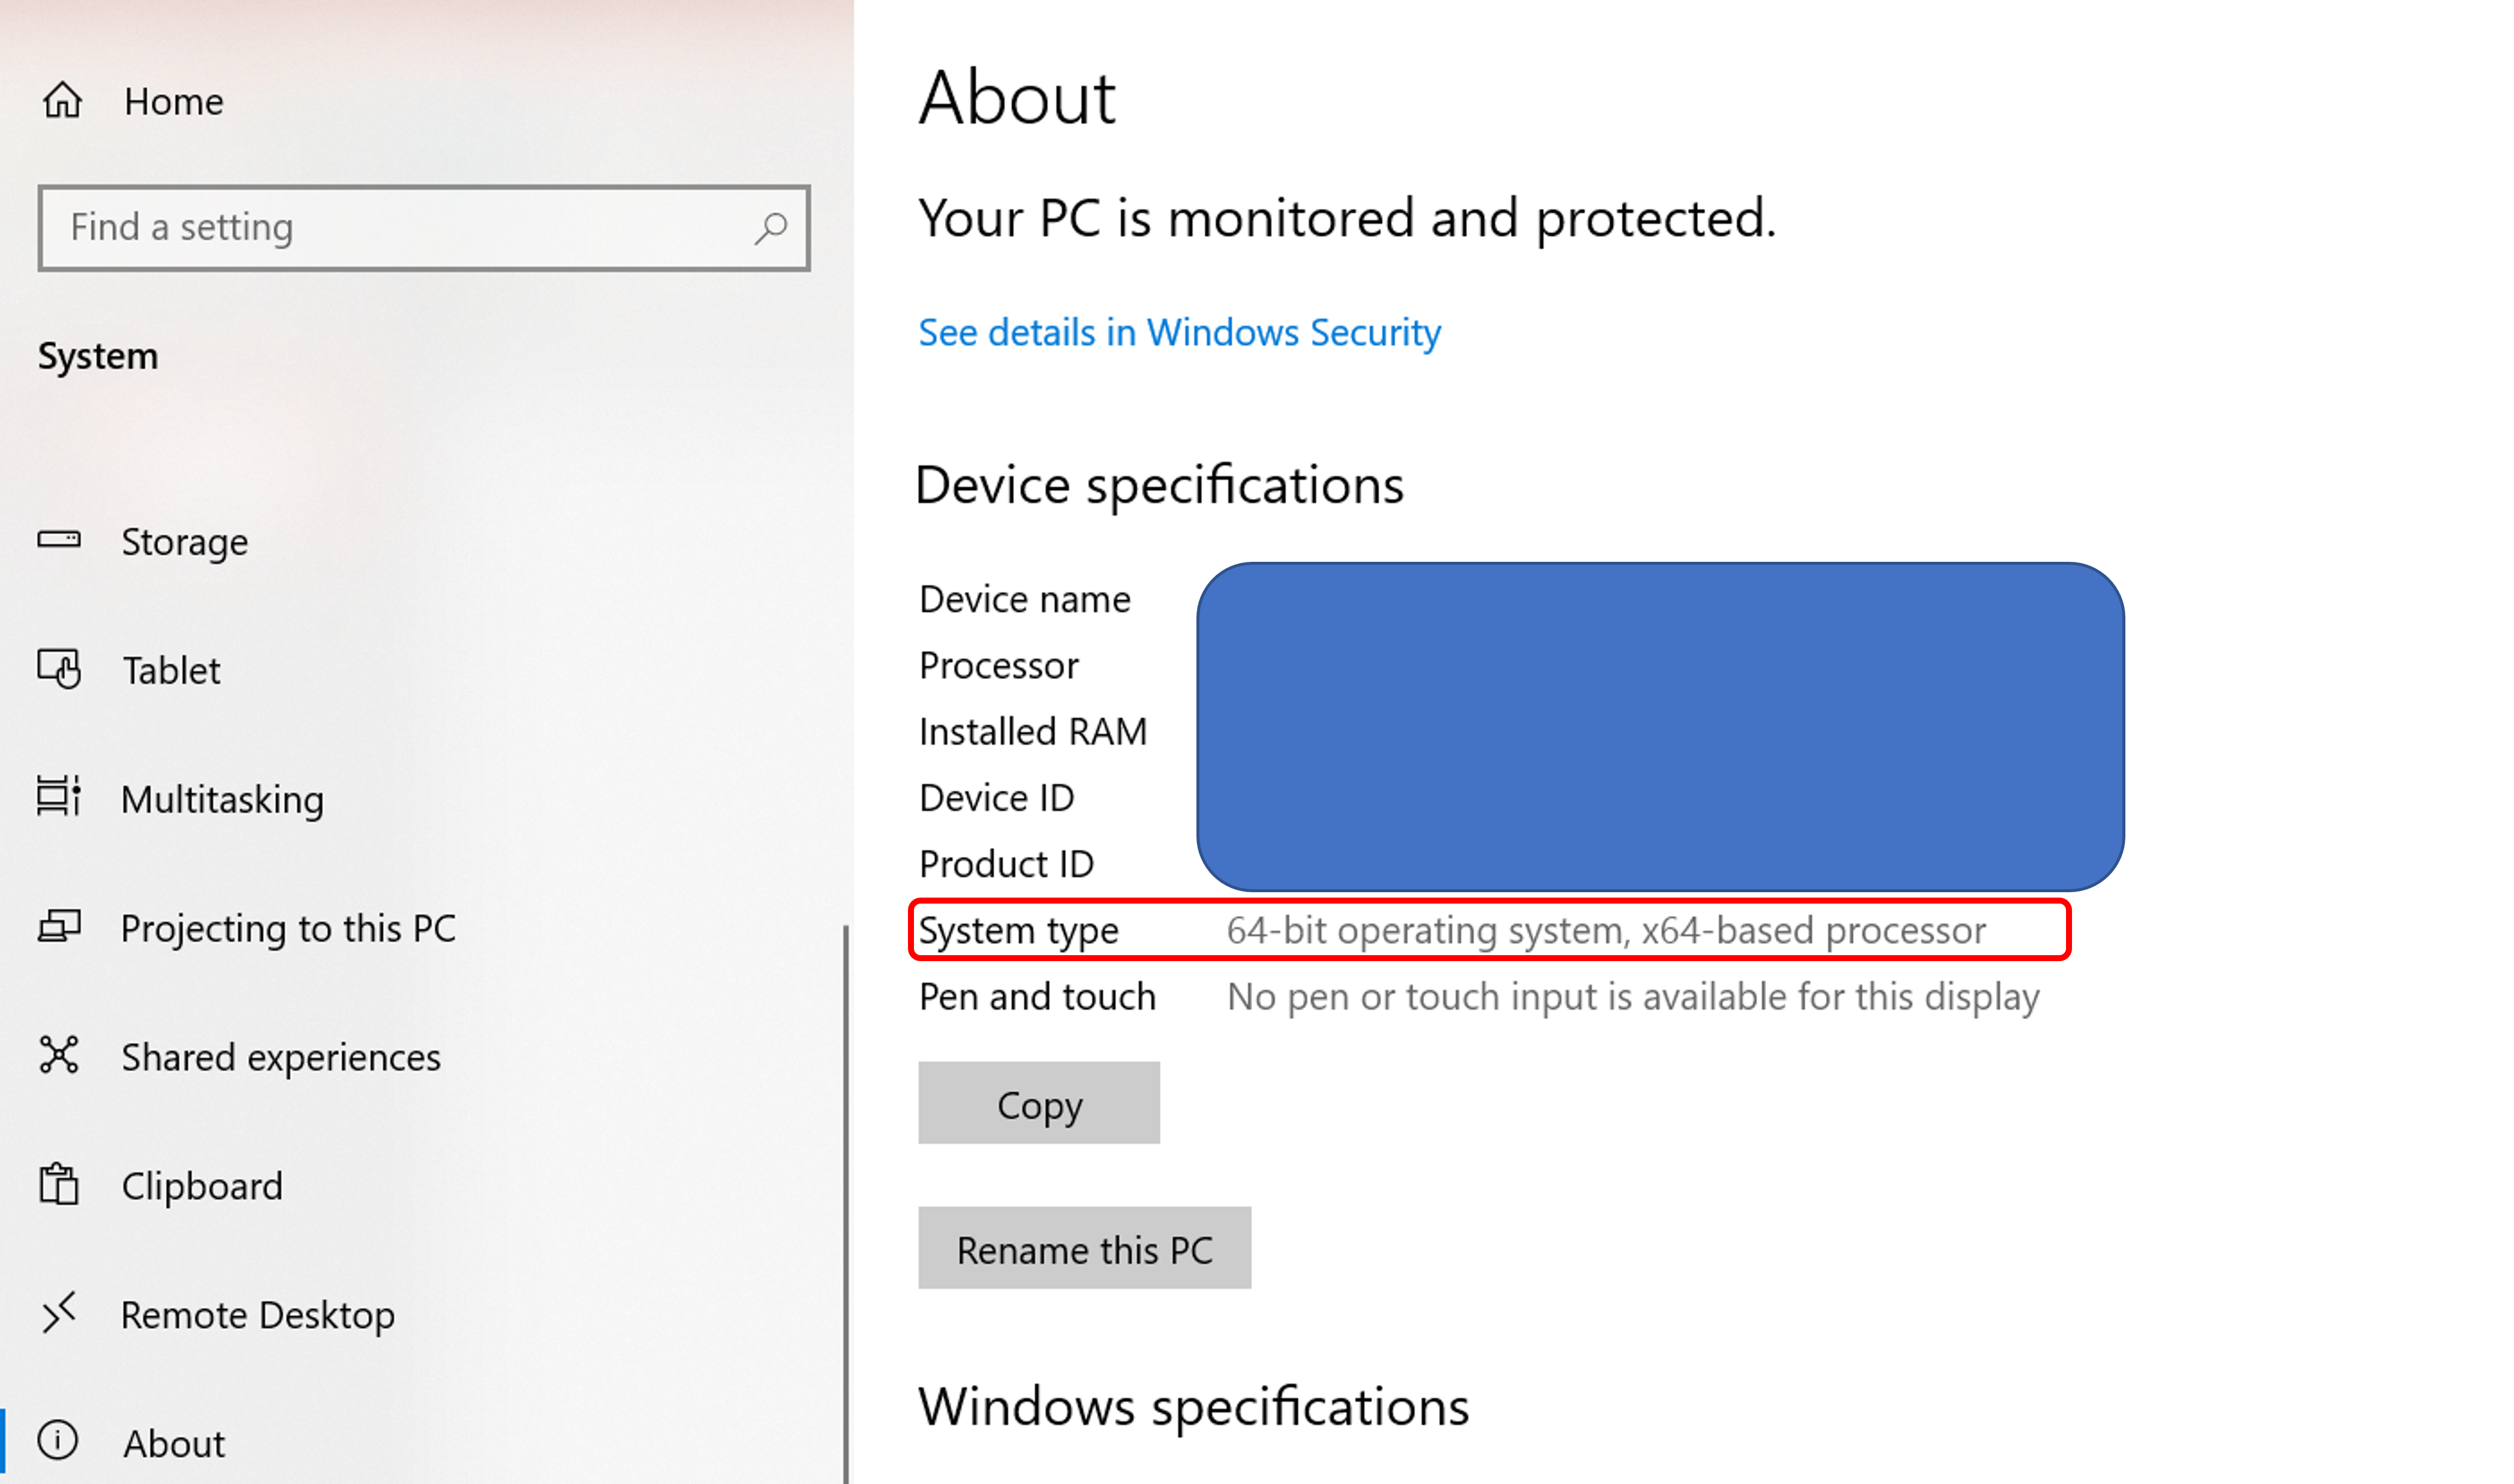 Home
Find a setting
System
Storage
Tablet
Multitasking
Projecting to this PC
Shared experiences
Clipboard
Remote Desktop
About
About
Your PC is monitored and protected.
See details in Windows Security
Device specifications
Device name
Processor
Installed RAM
Device ID
Product ID
System type 64-bit operating system, x64-based processor
Pen and touch No pen or touch input is available for this display
Copy
Rename this PC
Windows specifications